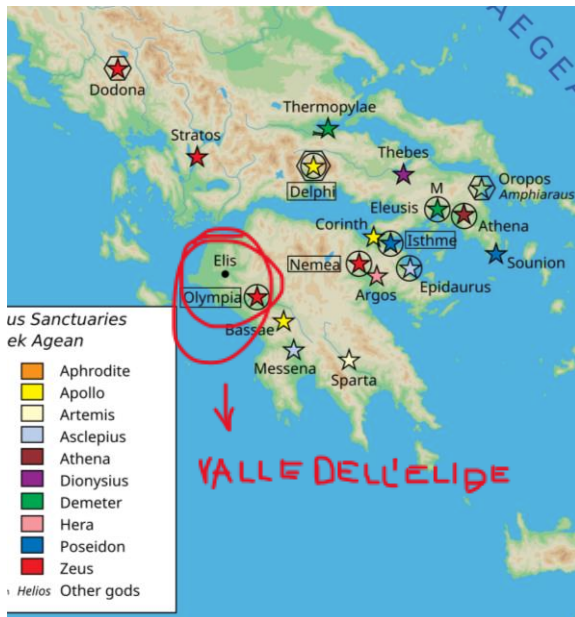 AEGEA
Dodona
Thermopylae
Stratos
Thebes
Oropos
Amphiaraus
Delphi
M
Eleusis
Athena
Corinth
Isthme
Sounion
Elis
Nemea
Argos
Epidaurus
Olympia
Bassae
Messena
Sparta
us Sanctuaries
ek Agean
Aphrodite
Apollo
Artemis
Asclepius
Athena
Dionysius
Demeter
Hera
Poseidon
Zeus
Helios Other gods
VALLE DELL'ELIDE